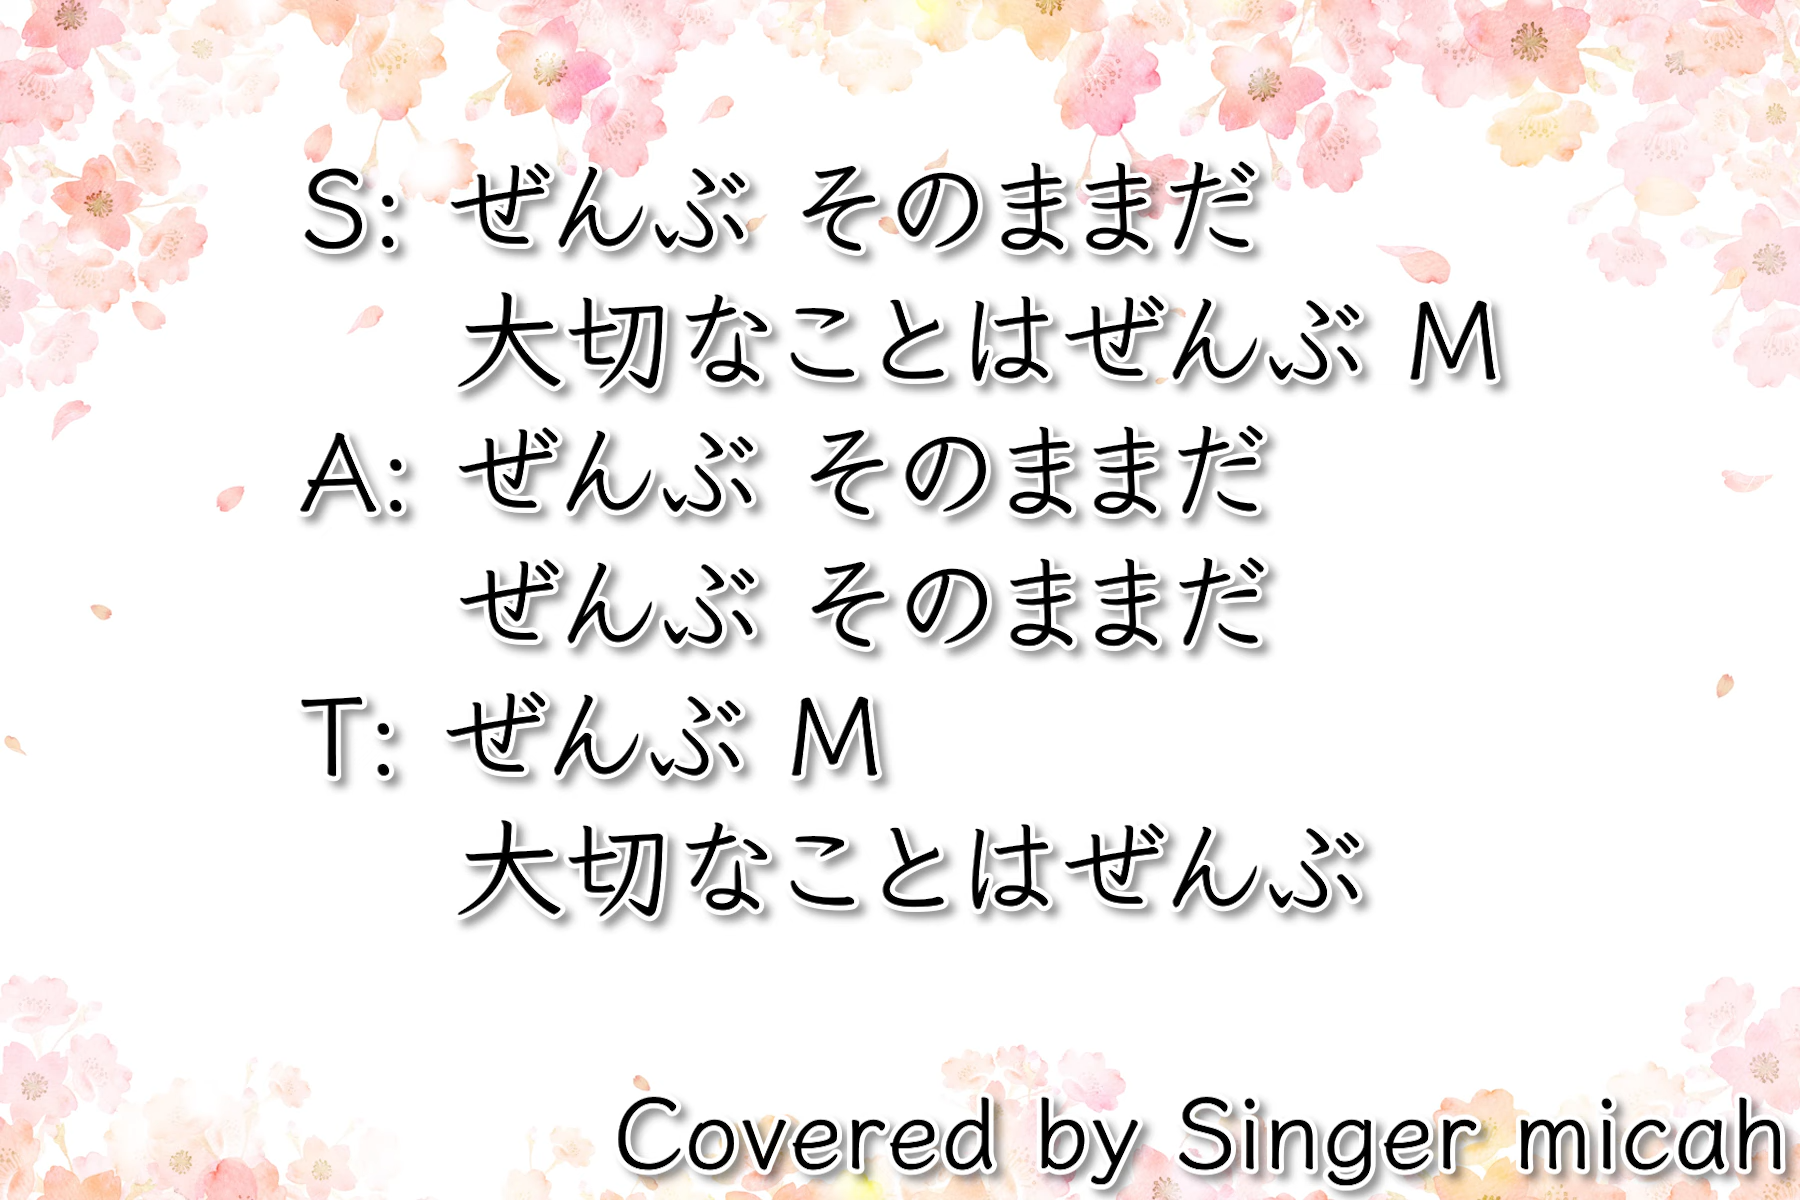 S: ぜんぶ そのままだ
大切なことはぜんぶ M
A: ぜんぶ そのままだ
ぜんぶ そのままだ
T: ぜんぶ M
大切なことはぜんぶ
Covered by Singer micah